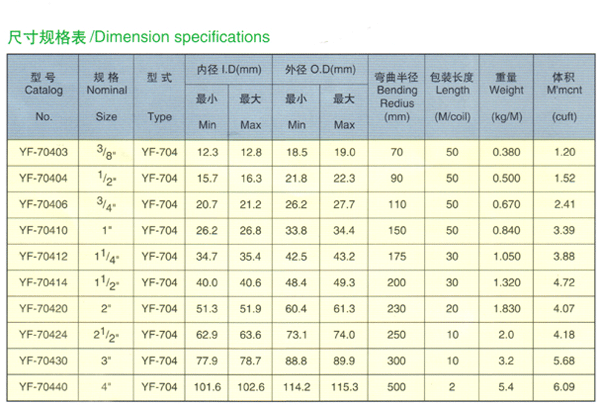 尺寸规格表/Dimension specifications
型 号 规 格 型 式 内径 I.D(mm) 外径 O.D(mm) 弯曲半径 包装长度 重量 体积
Catalog Nominal Bending Length Weight M'mcnt
最小 最大 最小 最大 Redius
No. Size Type Min Max Min Max (mm) (M/coil) (kg/M) (cuft)
YF-70403 3/8" YF-704 12.3 12.8 18.5 19.0 70 50 0.380 1.20
YF-70404 1/2" YF-704 15.7 16.3 21.8 22.3 90 50 0.500 1.52
YF-70406 3/4" YF-704 20.7 21.2 26.2 27.7 110 50 0.670 2.41
YF-70410 1" YF-704 26.2 26.8 33.8 34.4 150 50 0.840 3.39
YF-70412 1 1/4" YF-704 34.7 35.4 42.5 43.2 175 30 1.050 3.88
YF-70414 1 1/2" YF-704 40.0 40.6 48.4 49.3 200 30 1.320 4.72
YF-70420 2" YF-704 51.3 51.9 60.4 61.3 230 20 1.830 4.07
YF-70424 2 1/2" YF-704 62.9 63.6 73.1 74.0 250 10 2.0 4.18
YF-70430 3" YF-704 77.9 78.7 88.8 89.9 300 10 3.2 5.68
YF-70440 4" YF-704 101.6 102.6 114.2 115.3 500 2 5.4 6.09